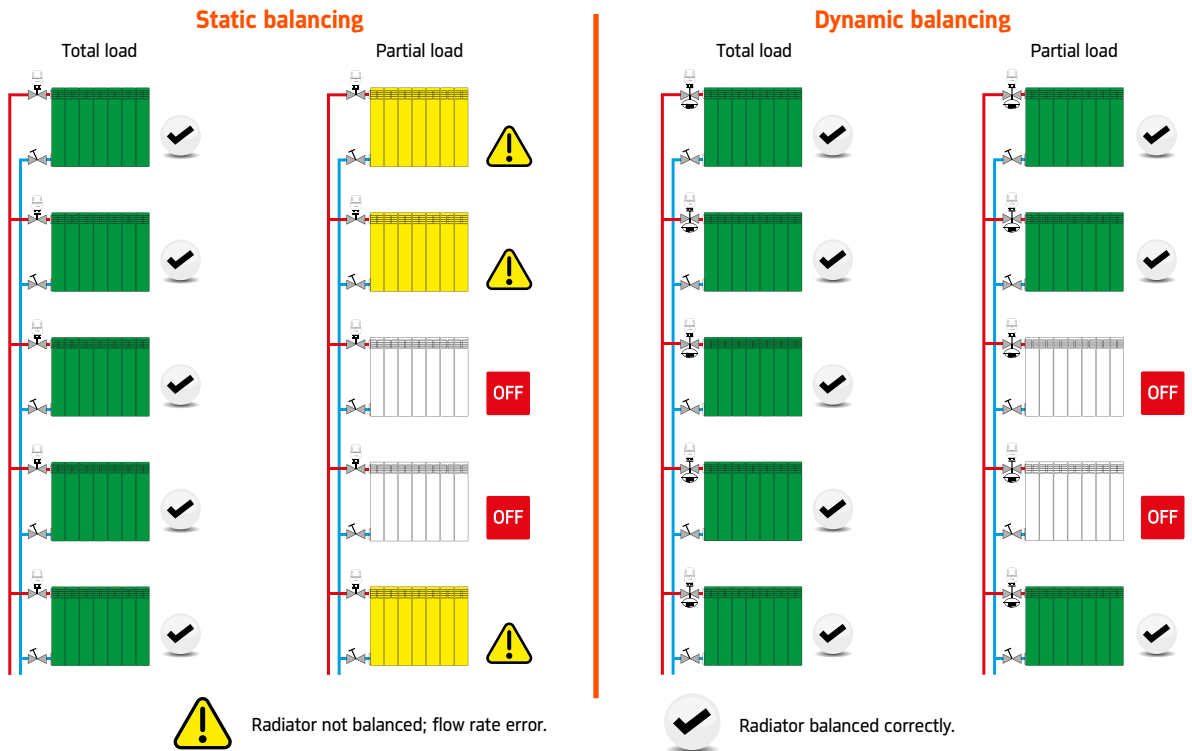 Static balancing
Total load
Partial load
OFF
OFF
Dynamic balancing
Total load
Partial load
OFF
OFF
Radiator not balanced; flow rate error.
Radiator balanced correctly.